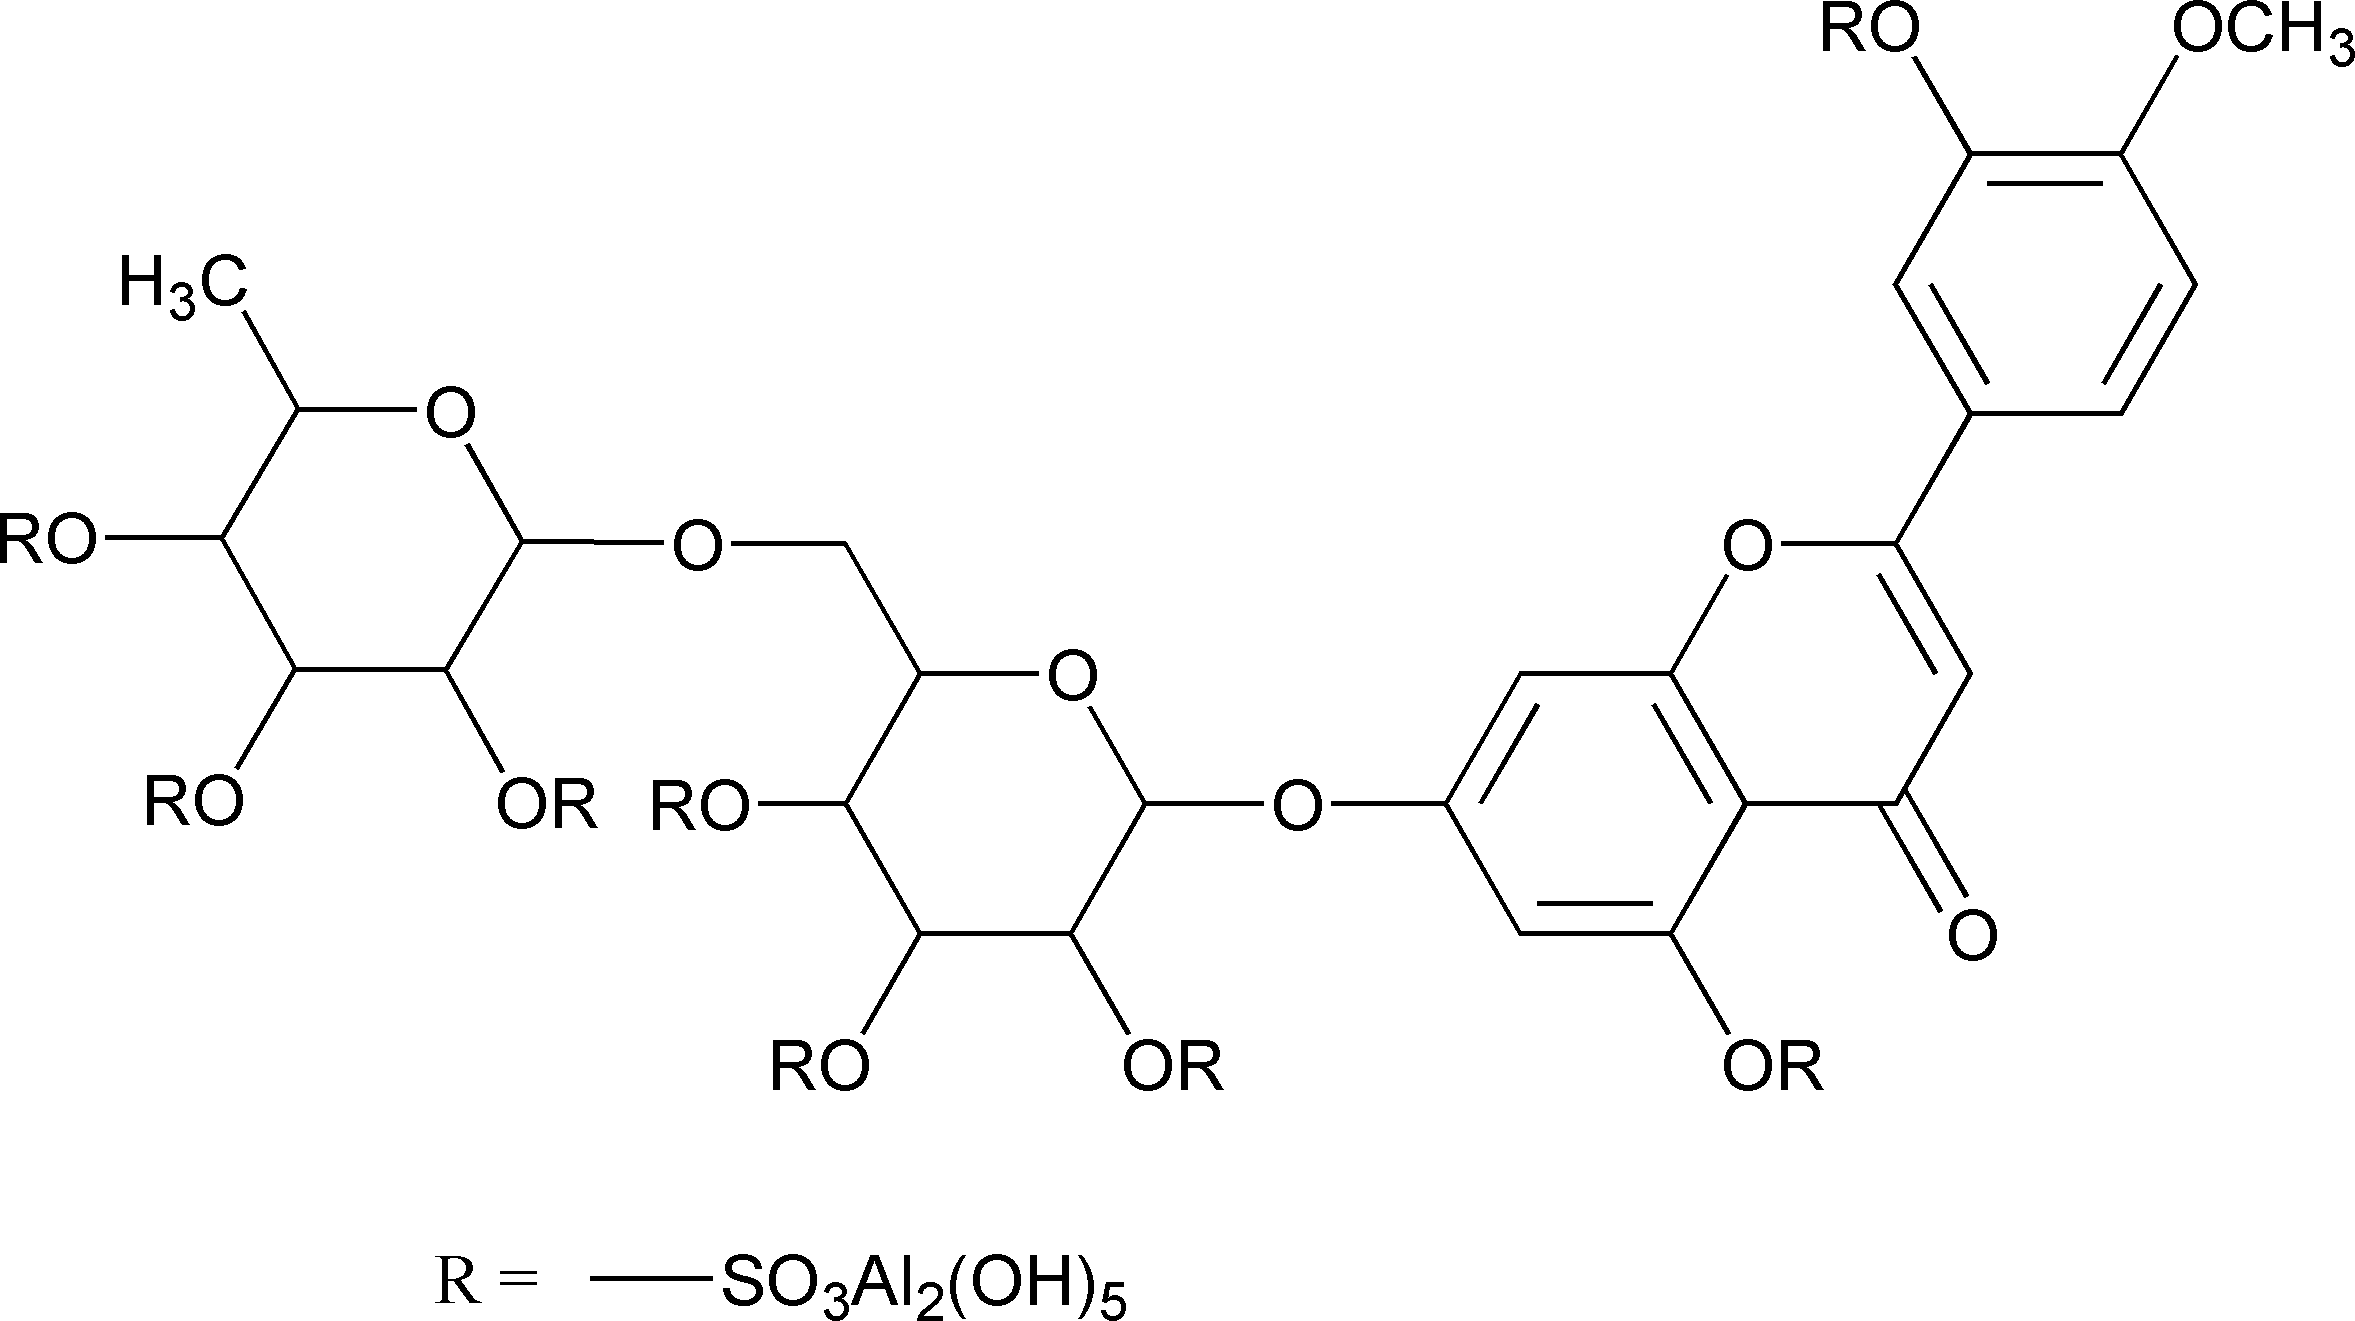 RO OCH3
H3C
O
RO O O
O
RO OR RO O
O
RO OR OR
R = SO3Al2(OH)5